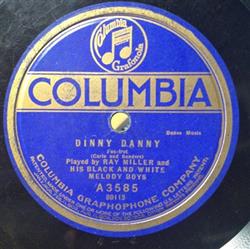 Columbia
Grafonola
COLUMBIA
Dance Music
DINNY DANNY
Fox-trot
(Carle and Sanders)
Played by RAY MILLER and
HIS BLACK AND WHITE
MELODY BOYS
A3585
80113
COLUMBIA GRAPHOPHONE COMPANY